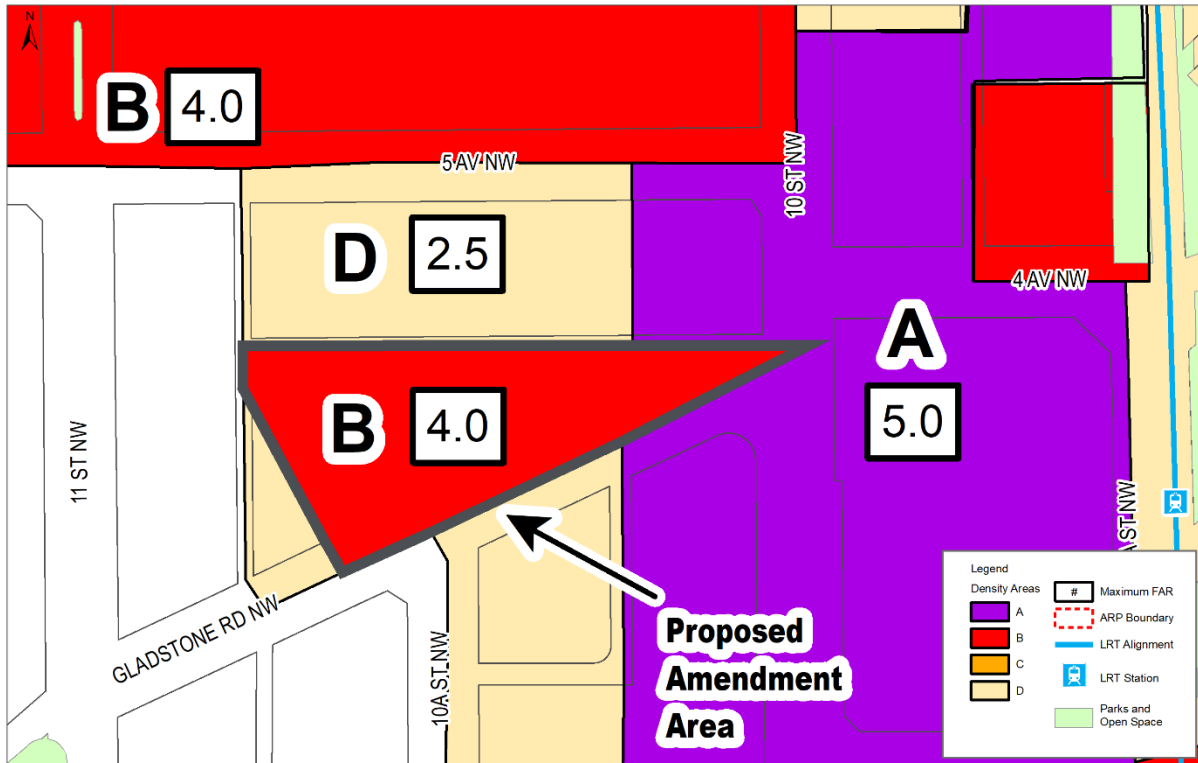 N
B 4.0
5 AV NW
10 ST NW
D 2.5
4 AV NW
A
5.0
B 4.0
11 ST NW
A ST NW
GLADSTONE RD NW
10A ST NW
Proposed
Amendment
Area
Legend
Density Areas
A
B
C
D
# Maximum FAR
ARP Boundary
LRT Alignment
LRT Station
Parks and
Open Space